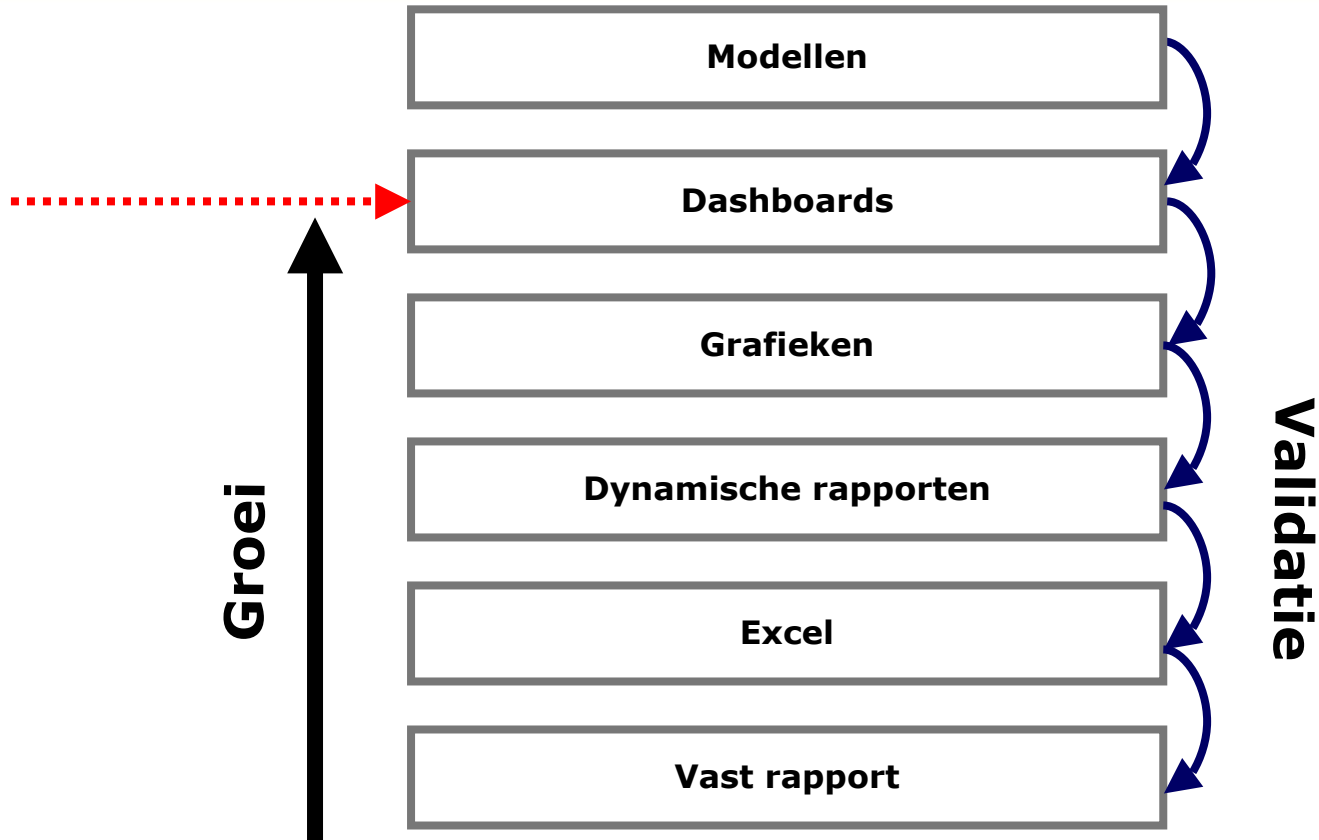 Modellen
Dashboards
Grafieken
Dynamische rapporten
Excel
Vast rapport
Groei
Validatie